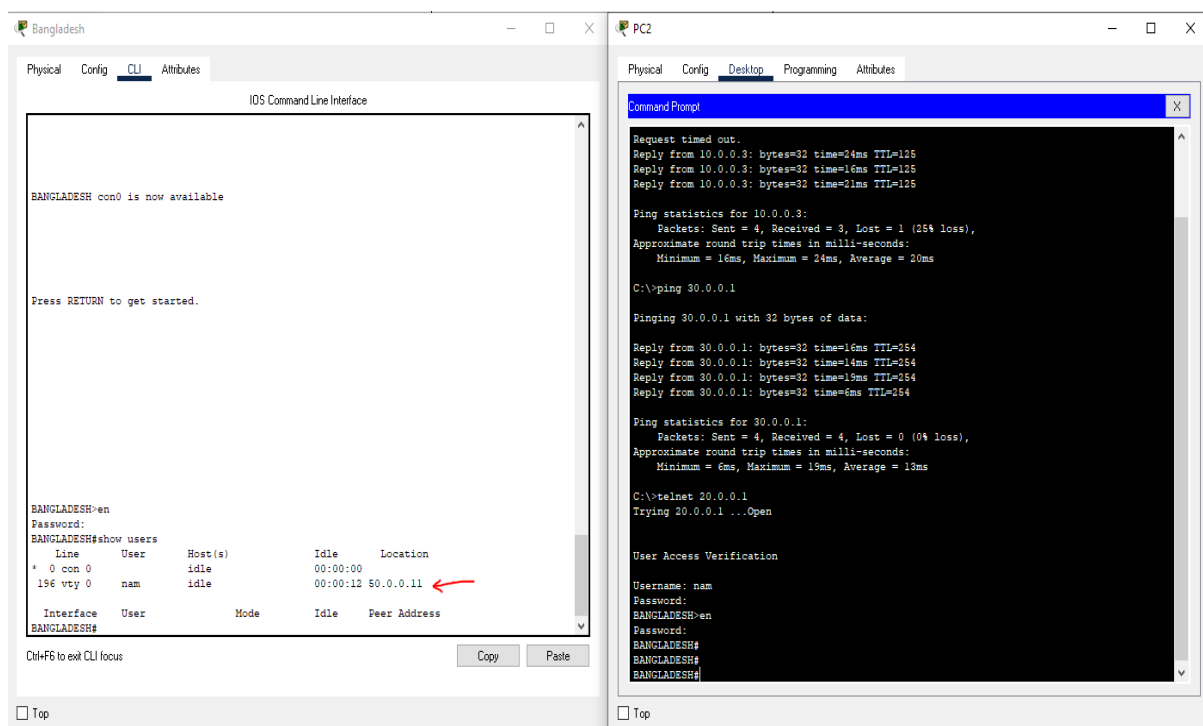 Bangladesh
Physical Config CLI Attributes
IOS Command Line Interface
BANGLADESH con0 is now available
Press RETURN to get started.
BANGLADESH>en
Password:
BANGLADESH#show users
Line User Host(s) Idle Location
* 0 con 0 idle 00:00:00
196 vty 0 nam idle 00:00:12 50.0.0.11
Interface User Mode Idle Peer Address
BANGLADESH#
Ctrl+F6 to exit CLI focus
Copy
Paste
Top
PC2
Physical Config Desktop Programming Attributes
Command Prompt
X
Request timed out.
Reply from 10.0.0.3: bytes=32 time=24ms TTL=125
Reply from 10.0.0.3: bytes=32 time=16ms TTL=125
Reply from 10.0.0.3: bytes=32 time=21ms TTL=125
Ping statistics for 10.0.0.3:
Packets: Sent = 4, Received = 3, Lost = 1 (25% loss),
Approximate round trip times in milli-seconds:
Minimum = 16ms, Maximum = 24ms, Average = 20ms
C:\>ping 30.0.0.1
Pinging 30.0.0.1 with 32 bytes of data:
Reply from 30.0.0.1: bytes=32 time=16ms TTL=254
Reply from 30.0.0.1: bytes=32 time=14ms TTL=254
Reply from 30.0.0.1: bytes=32 time=19ms TTL=254
Reply from 30.0.0.1: bytes=32 time=6ms TTL=254
Ping statistics for 30.0.0.1:
Packets: Sent = 4, Received = 4, Lost = 0 (0% loss),
Approximate round trip times in milli-seconds:
Minimum = 6ms, Maximum = 19ms, Average = 13ms
C:\>telnet 20.0.0.1
Trying 20.0.0.1 ...Open
User Access Verification
Username: nam
Password:
BANGLADESH>en
Password:
BANGLADESH#
BANGLADESH#
BANGLADESH#
Top